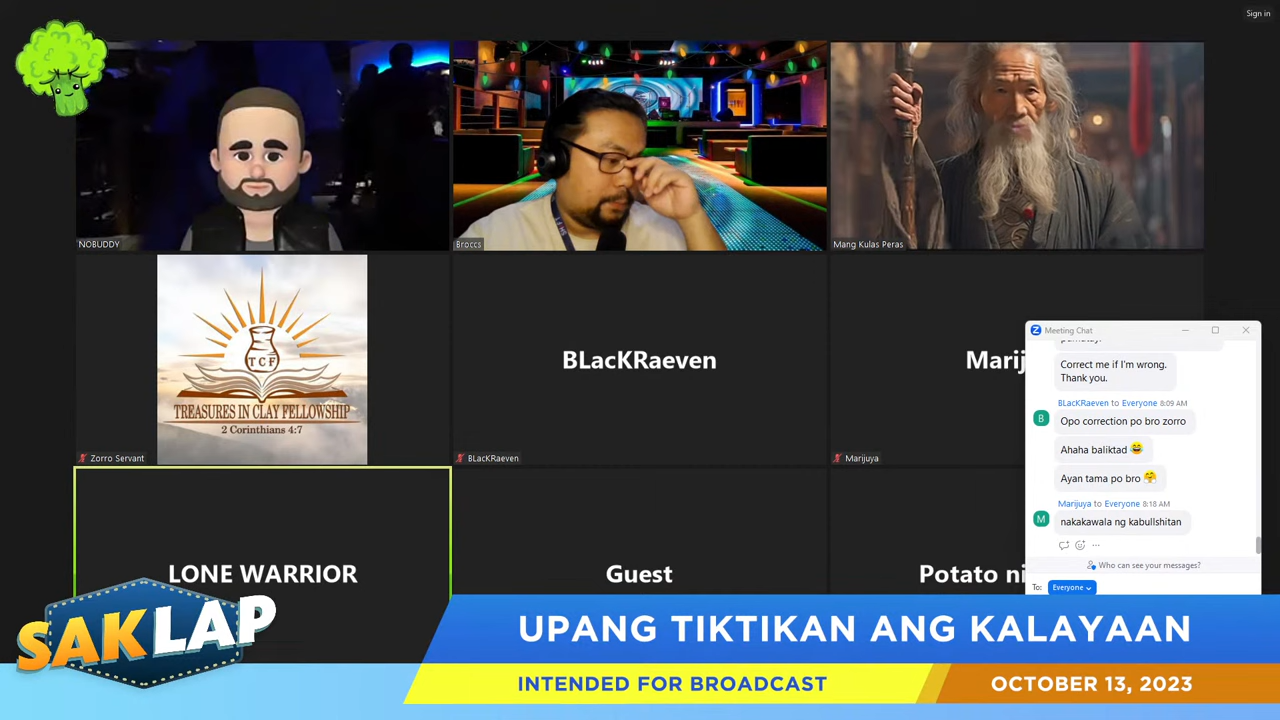 Sign in
NOBUDDY
Broccs
Mang Kulas Peras
TCF
TREASURES IN CLAY FELLOWSHIP
2 Corinthians 4:7
Zorro Servant
BLacKRaeven
BLacKRaeven
Marijuya
Meeting Chat
Correct me if I'm wrong.
Thank you.
BLacKRaeven to Everyone 8:09 AM
B
Opo correction po bro zorro
Ahaha baliktad 😂
Ayan tama po bro 🤗
Marijuya to Everyone 8:18 AM
M
nakakawala ng kabullshitan
Who can see your messages?
To: Everyone
LONE WARRIOR
Guest
Potato
SAKLAP
UPANG TIKTIKAN ANG KALAYAAN
INTENDED FOR BROADCAST
OCTOBER 13, 2023